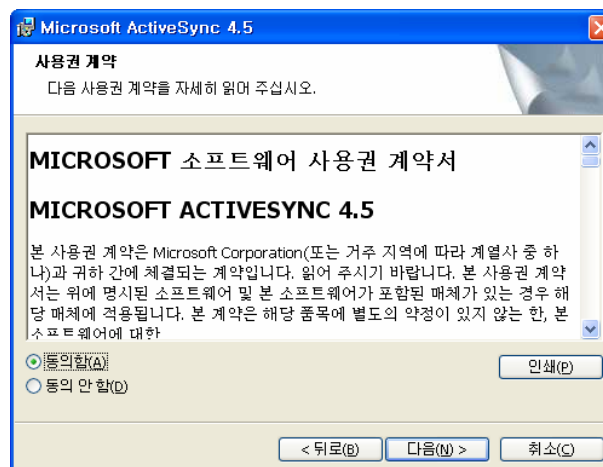 Microsoft ActiveSync 4.5
사용권 계약
다음 사용권 계약을 자세히 읽어 주십시오.
MICROSOFT 소프트웨어 사용권 계약서
MICROSOFT ACTIVESYNC 4.5
본 사용권 계약은 Microsoft Corporation(또는 거주 지역에 따라 계열사 중 하
나)과 귀하 간에 체결되는 계약입니다. 읽어 주시기 바랍니다. 본 사용권 계약
서는 위에 명시된 소프트웨어 및 본 소프트웨어가 포함된 매체가 있는 경우 해
당 매체에 적용됩니다. 본 계약은 해당 품목에 별도의 약정이 있지 않는 한, 본
소프트웨어에 대한
동의함(A)
인쇄(P)
동의 안 함(D)
< 뒤로(B) 다음(N) > 취소(C)